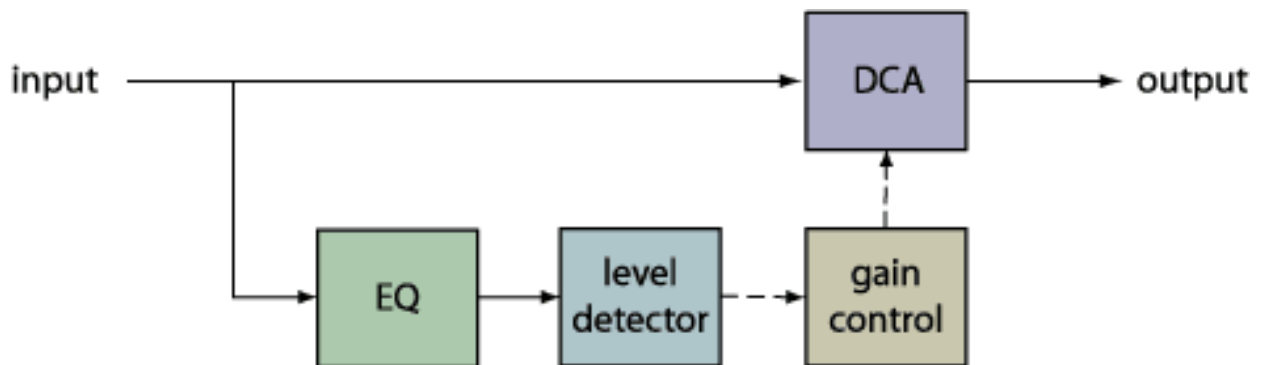 input
DCA
output
EQ
level
detector
gain
control